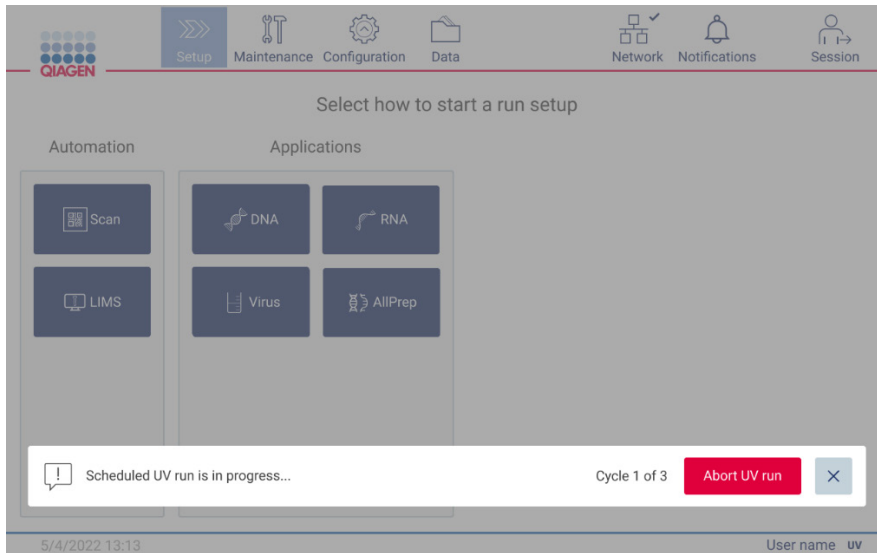 QIAGEN
Setup
Maintenance
Configuration
Data
Network
Notifications
Session
Select how to start a run setup
Automation
Applications
Scan
DNA
RNA
LIMS
Virus
AllPrep
Scheduled UV run is in progress...
Cycle 1 of 3
Abort UV run
5/4/2022 13:13
User name UV